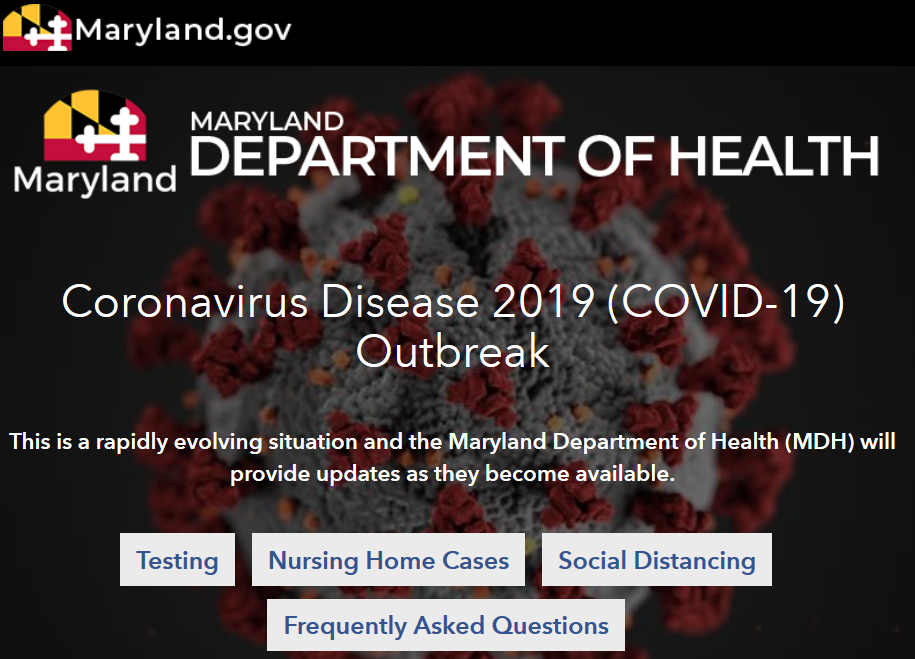 Maryland.gov
Maryland
MARYLAND
DEPARTMENT OF HEALTH
Coronavirus Disease 2019 (COVID-19)
Outbreak
This is a rapidly evolving situation and the Maryland Department of Health (MDH) will
provide updates as they become available.
Testing
Nursing Home Cases
Social Distancing
Frequently Asked Questions